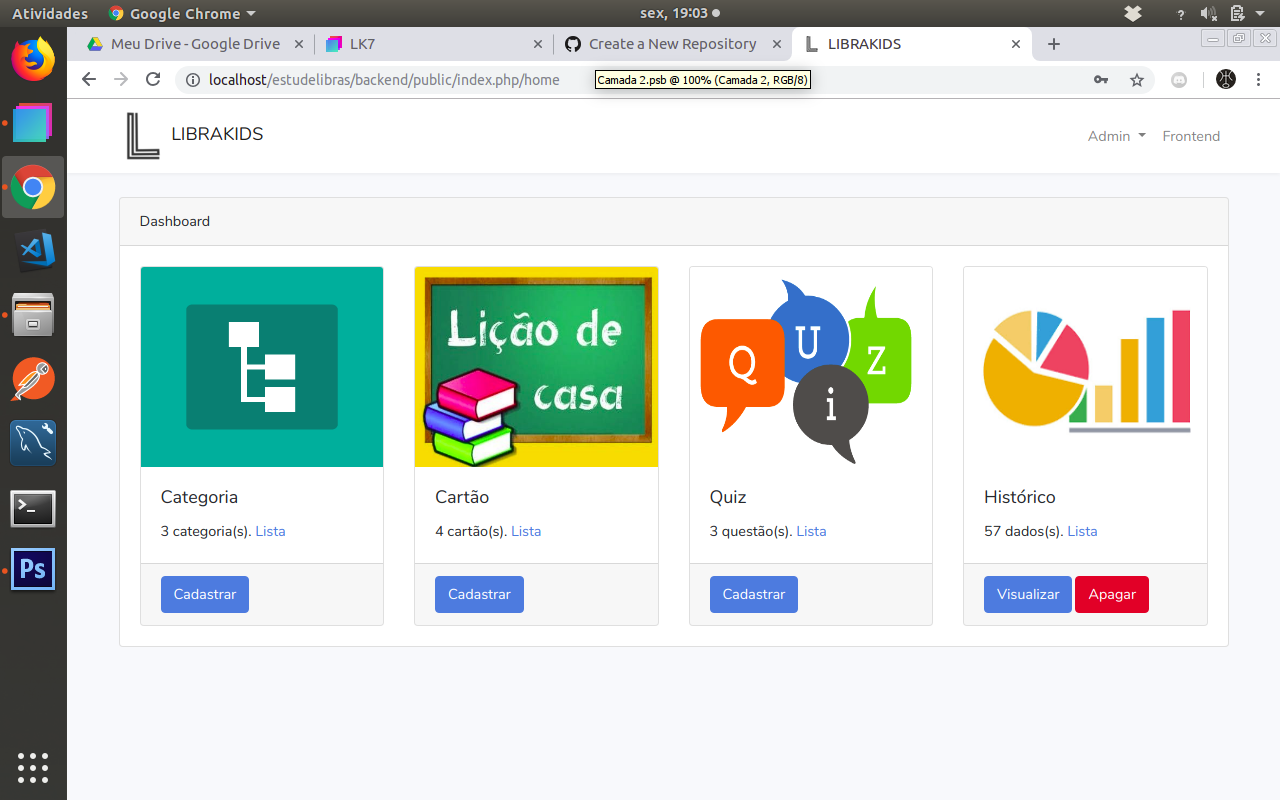 Atividades
Google Chrome
sex, 19:03
?
Meu Drive - Google Drive
LK7
Create a New Repository
LIBRAKIDS
localhost/estudelibras/backend/public/index.php/home
Camada 2.psb @ 100% (Camada 2, RGB/8)
LIBRAKIDS
Admin
Frontend
Dashboard
Lição de
casa
Q U i Z
Categoria
3 categoria(s). Lista
Cadastrar
Cartão
4 cartão(s). Lista
Cadastrar
Quiz
3 questão(s). Lista
Cadastrar
Histórico
57 dados(s). Lista
Visualizar
Apagar
Ps